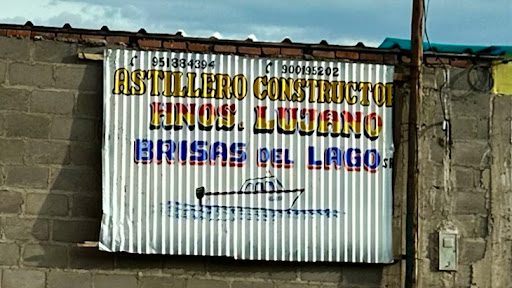 951884394 900195202
ASTILLERO CONSTRUCTOR
HNOS. LUJANO
BRISAS DEL LAGO